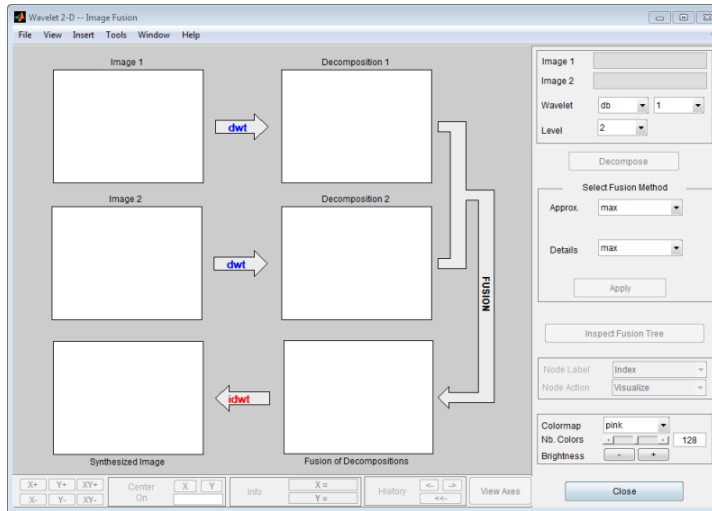 Wavelet 2-D -- Image Fusion
File View Insert Tools Window Help
Image 1
Decomposition 1
dwt
Image 2
Decomposition 2
dwt
FUSION
idwt
Synthesized Image
Fusion of Decompositions
Image 1
Image 2
Wavelet db 1
Level 2
Decompose
Select Fusion Method
Approx. max
Details max
Apply
Inspect Fusion Tree
Node Label Index
Node Action Visualize
Colormap pink
Nb. Colors 128
Brightness - +
X+ Y+ XY+
X- Y- XY-
Center On X Y
Info X =
Y =
History <- ->
<<-
View Axes
Close